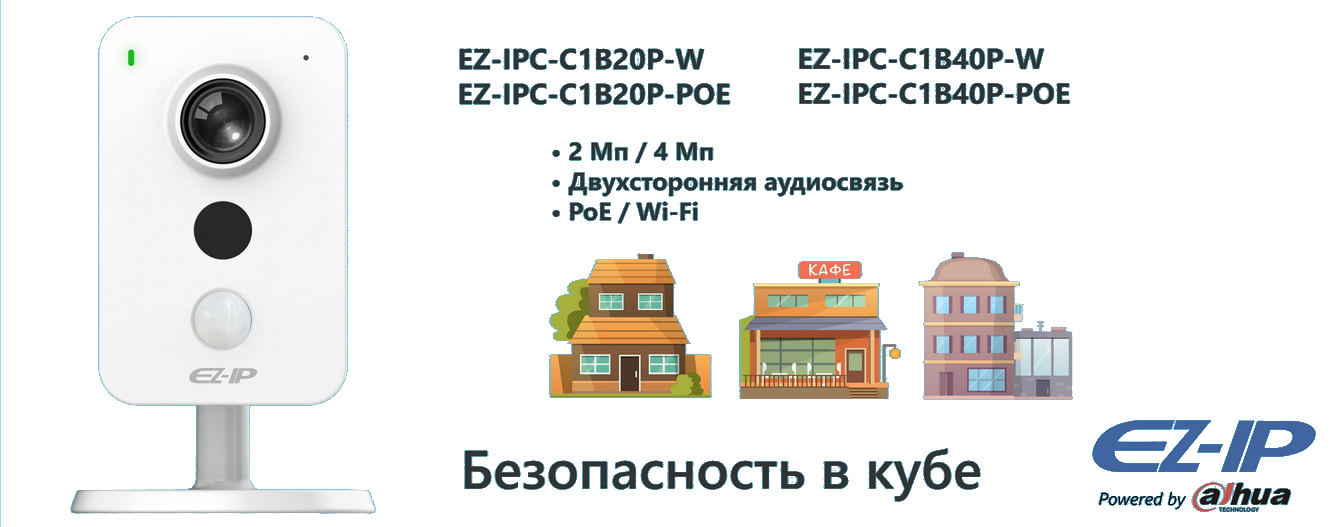 EZ-IPC-C1B20P-W
EZ-IPC-C1B20P-POE
EZ-IPC-C1B40P-W
EZ-IPC-C1B40P-POE
• 2 Мп / 4 Мп
• Двухсторонняя аудиосвязь
• PoE / Wi-Fi
КАФЕ
EZ-IP
Безопасность в кубе
EZ-IP
Powered by alhua
TECHNOLOGY